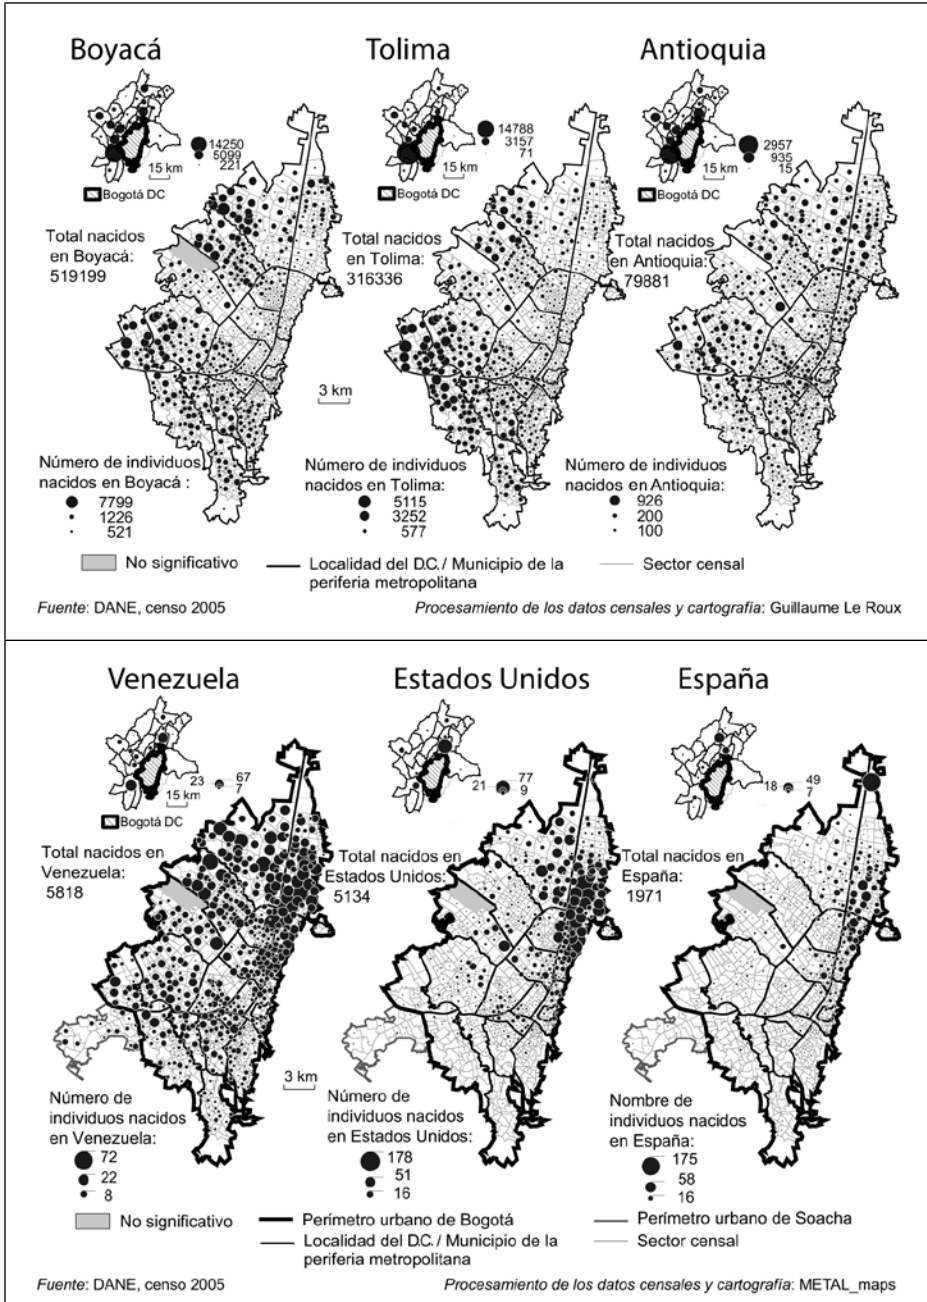 Boyacá
Tolima
Antioquia
14250
5099
221
15 km
Bogotá DC
14788
3157
71
15 km
Bogotá DC
2957
935
15
15 km
Bogotá DC
Total nacidos
en Boyacá:
519199
Total nacidos
en Tolima:
316336
Total nacidos
en Antioquia:
79881
3 km
Número de individuos
nacidos en Boyacá :
7799
1226
521
Número de individuos
nacidos en Tolima:
5115
3252
577
Número de individuos
nacidos en Antioquia:
926
200
100
No significativo
Localidad del D.C./ Municipio de la
periferia metropolitana
Sector censal
Fuente: DANE, censo 2005
Procesamiento de los datos censales y cartografía: Guillaume Le Roux
Venezuela
Estados Unidos
España
23
67
7
15 km
Bogotá DC
21
77
9
18
49
7
Total nacidos en
Venezuela:
5818
Total nacidos en
Estados Unidos:
5134
Total nacidos en
España:
1971
3 km
Número de
individuos nacidos
en Venezuela:
72
22
8
Número de
individuos nacidos
en Estados Unidos:
178
51
16
Nombre de
individuos nacidos
en España:
175
58
16
No significativo
Perímetro urbano de Bogotá
Perímetro urbano de Soacha
Localidad del D.C./ Municipio de la
periferia metropolitana
Sector censal
Fuente: DANE, censo 2005
Procesamiento de los datos censales y cartografía: METAL_maps